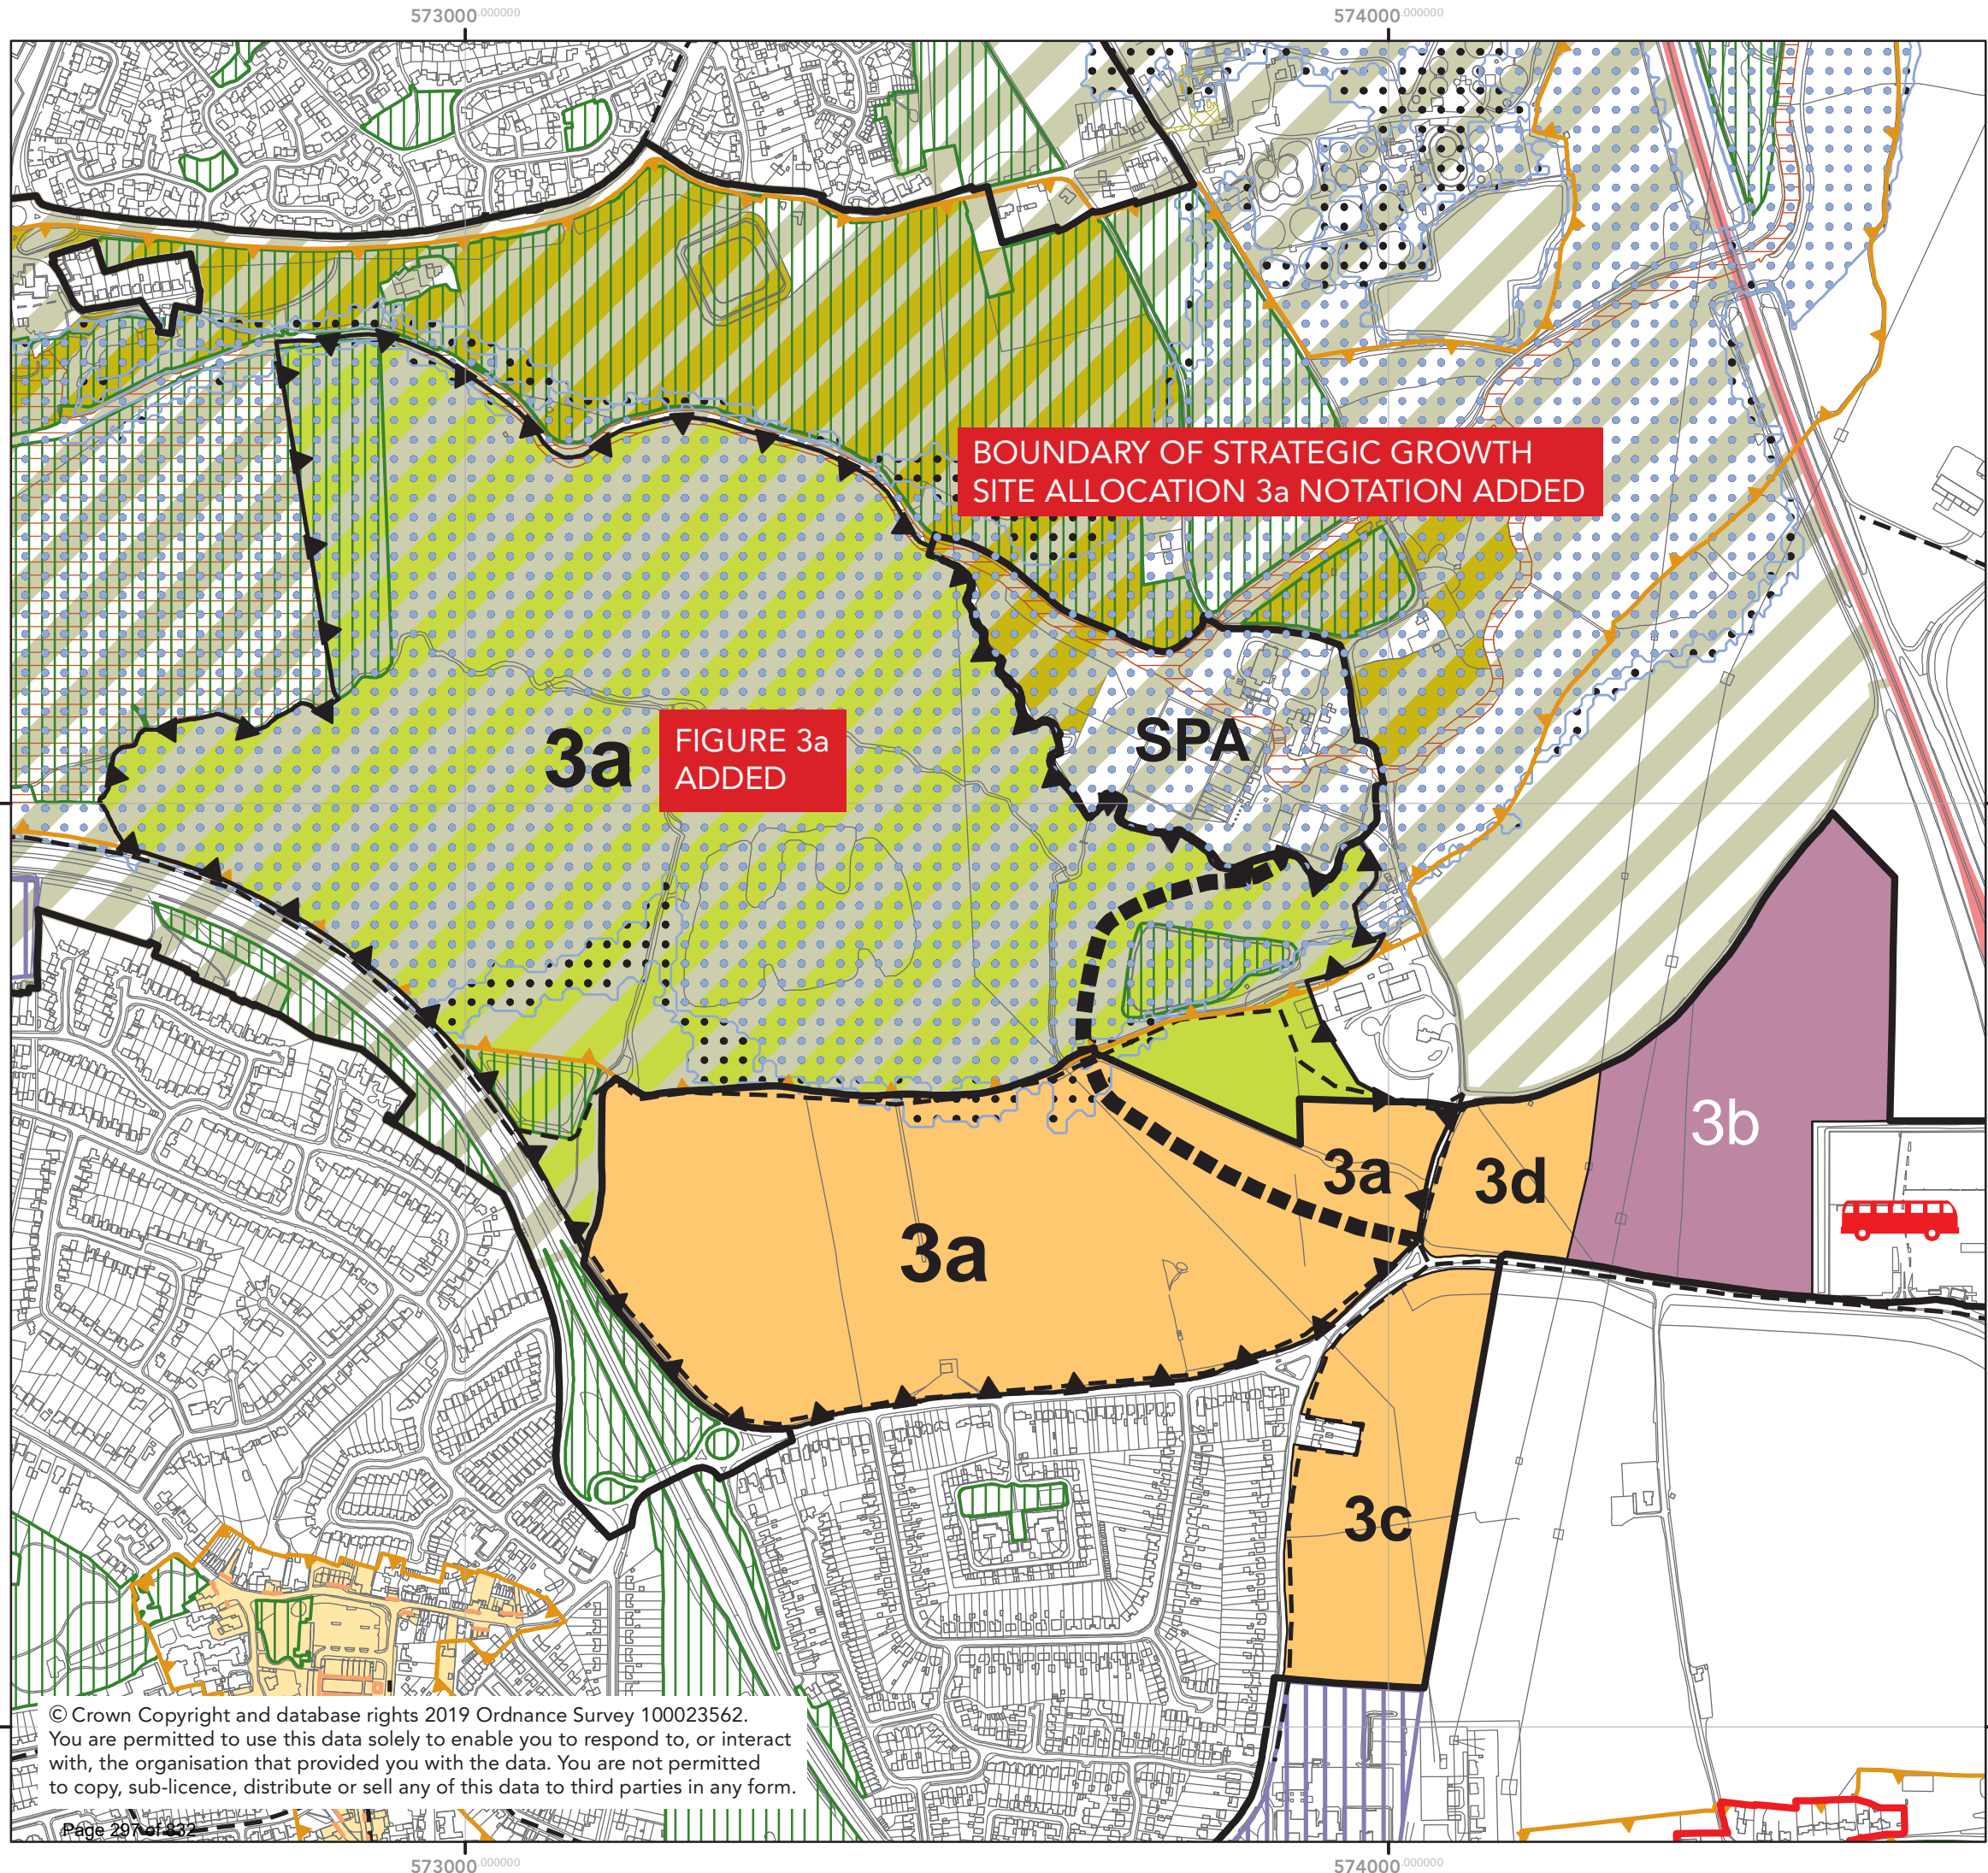 573000.000000
574000.000000
BOUNDARY OF STRATEGIC GROWTH
SITE ALLOCATION 3a NOTATION ADDED
3a
FIGURE 3a
ADDED
SPA
3b
3a
3d
3a
3c
© Crown Copyright and database rights 2019 Ordnance Survey 100023562.
You are permitted to use this data solely to enable you to respond to, or interact
with, the organisation that provided you with the data. You are not permitted
to copy, sub-licence, distribute or sell any of this data to third parties in any form.
Page 297 of 832
573000.000000
574000.000000